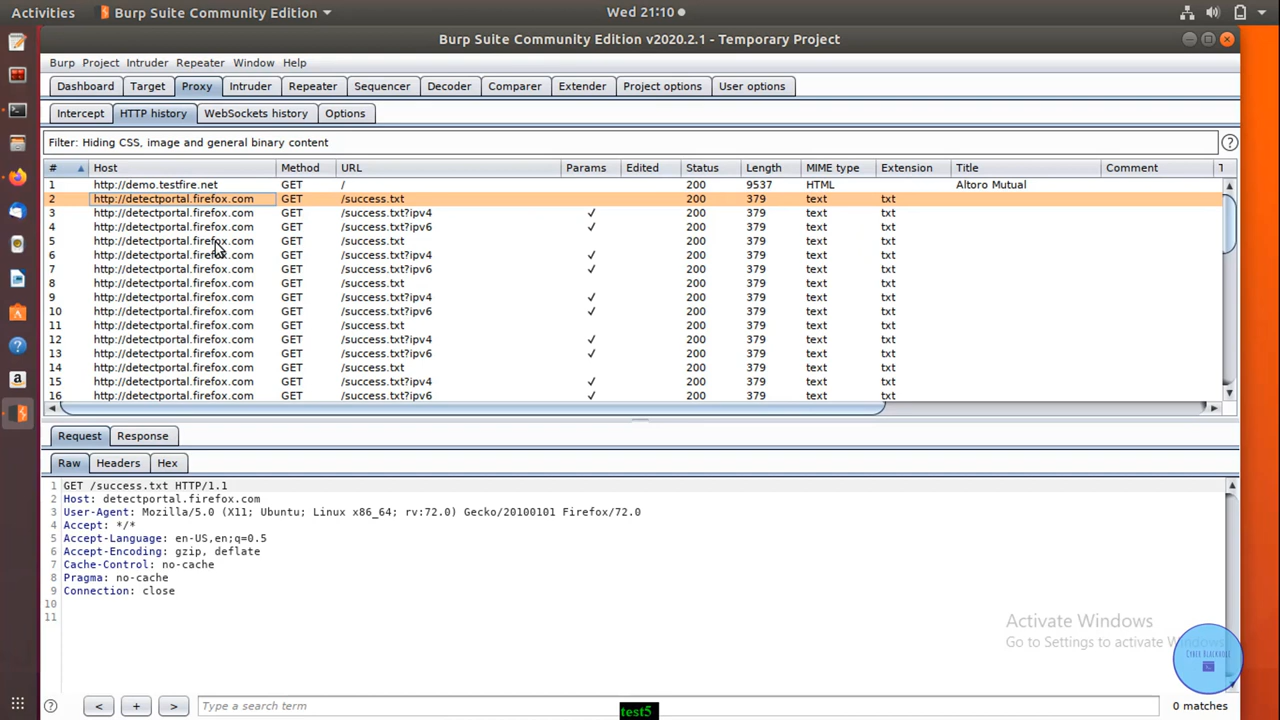 Activities Burp Suite Community Edition Wed 21:10
Burp Suite Community Edition v2020.2.1 - Temporary Project
Burp Project Intruder Repeater Window Help
Dashboard Target Proxy Intruder Repeater Sequencer Decoder Comparer Extender Project options User options
Intercept HTTP history WebSockets history Options
Filter: Hiding CSS, image and general binary content ?
# Host Method URL Params Edited Status Length MIME type Extension Title Comment T
1 http://demo.testfire.net GET / 200 9537 HTML Altoro Mutual
2 http://detectportal.firefox.com GET /success.txt 200 379 text txt
3 http://detectportal.firefox.com GET /success.txt?ipv4 ✓ 200 379 text txt
4 http://detectportal.firefox.com GET /success.txt?ipv6 ✓ 200 379 text txt
5 http://detectportal.firefox.com GET /success.txt 200 379 text txt
6 http://detectportal.firefox.com GET /success.txt?ipv4 ✓ 200 379 text txt
7 http://detectportal.firefox.com GET /success.txt?ipv6 ✓ 200 379 text txt
8 http://detectportal.firefox.com GET /success.txt 200 379 text txt
9 http://detectportal.firefox.com GET /success.txt?ipv4 ✓ 200 379 text txt
10 http://detectportal.firefox.com GET /success.txt?ipv6 ✓ 200 379 text txt
11 http://detectportal.firefox.com GET /success.txt 200 379 text txt
12 http://detectportal.firefox.com GET /success.txt?ipv4 ✓ 200 379 text txt
13 http://detectportal.firefox.com GET /success.txt?ipv6 ✓ 200 379 text txt
14 http://detectportal.firefox.com GET /success.txt 200 379 text txt
15 http://detectportal.firefox.com GET /success.txt?ipv4 ✓ 200 379 text txt
16 http://detectportal.firefox.com GET /success.txt?ipv6 ✓ 200 379 text txt
Request Response
Raw Headers Hex
1 GET /success.txt HTTP/1.1
2 Host: detectportal.firefox.com
3 User-Agent: Mozilla/5.0 (X11; Ubuntu; Linux x86_64; rv:72.0) Gecko/20100101 Firefox/72.0
4 Accept: */*
5 Accept-Language: en-US,en;q=0.5
6 Accept-Encoding: gzip, deflate
7 Cache-Control: no-cache
8 Pragma: no-cache
9 Connection: close
10
11
Activate Windows
Go to Settings to activate Windows.
CYBER BLACKHOLE
? < + > Type a search term 0 matches
test5